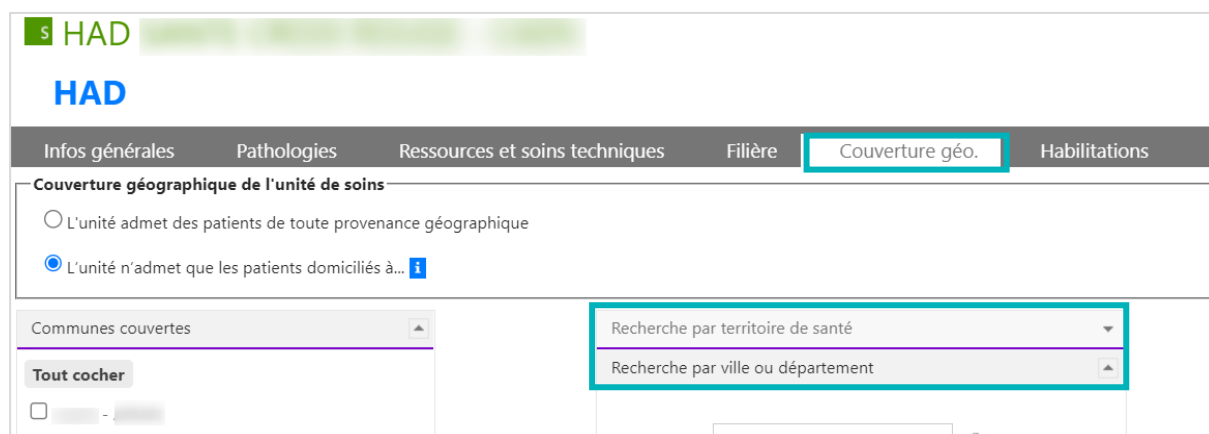 S HAD
HAD
Infos générales Pathologies Ressources et soins techniques Filière Couverture géo. Habilitations
Couverture géographique de l'unité de soins
L'unité admet des patients de toute provenance géographique
L'unité n'admet que les patients domiciliés à... i
Communes couvertes
Recherche par territoire de santé
Recherche par ville ou département
Tout cocher
-